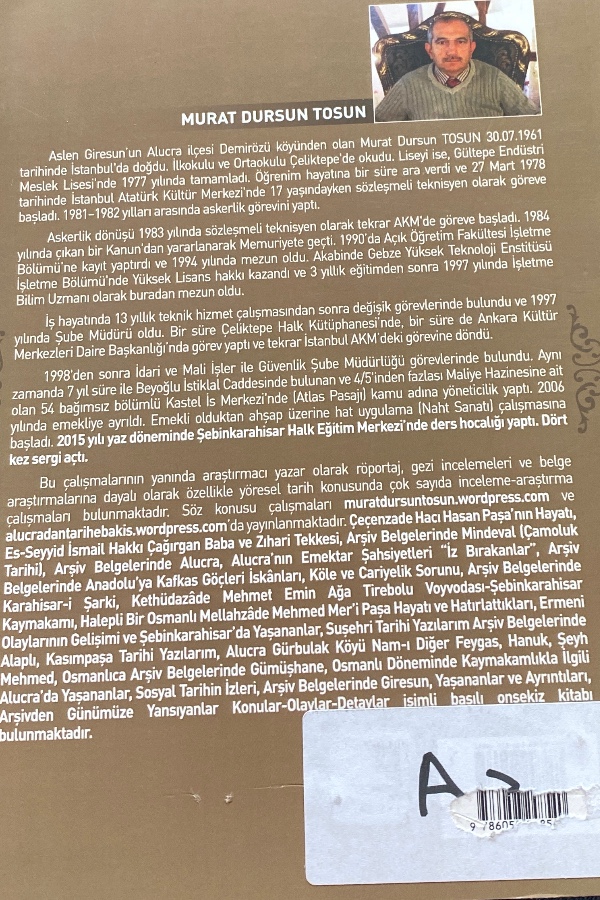 MURAT DURSUN TOSUN
Aslen Giresun'un Alucra ilçesi Demirözü köyünden olan Murat Dursun TOSUN 30.07.1961
tarihinde İstanbul'da doğdu. İlkokulu ve Ortaokulu Çeliktepe'de okudu. Liseyi ise, Gültepe Endüstri
Meslek Lisesi'nde 1977 yılında tamamladı. Öğrenim hayatına bir süre ara verdi ve 27 Mart 1978
tarihinde İstanbul Atatürk Kültür Merkezi'nde 17 yaşındayken sözleşmeli teknisyen olarak göreve
başladı. 1981-1982 yılları arasında askerlik görevini yaptı.
Askerlik dönüşü 1983 yılında sözleşmeli teknisyen olarak tekrar AKM'de göreve başladı. 1984
yılında çıkan bir Kanun'dan yararlanarak Memuriyete geçti. 1990'da Açık Öğretim Fakültesi İşletme
Bölümü'ne kayıt yaptırdı ve 1994 yılında mezun oldu. Akabinde Gebze Yüksek Teknoloji Enstitüsü
İşletme Bölümü'nde Yüksek Lisans hakkı kazandı ve 3 yıllık eğitimden sonra 1997 yılında İşletme
Bilim Uzmanı olarak buradan mezun oldu.
İş hayatında 13 yıllık teknik hizmet çalışmasından sonra değişik görevlerinde bulundu ve 1997
yılında Şube Müdürü oldu. Bir süre Çeliktepe Halk Kütüphanesi'nde, bir süre de Ankara Kültür
Merkezleri Daire Başkanlığı'nda görev yaptı ve tekrar İstanbul AKM'deki görevine döndü.
1998'den sonra İdari ve Mali İşler ile Güvenlik Şube Müdürlüğü görevlerinde bulundu. Aynı
zamanda 7 yıl süre ile Beyoğlu İstiklal Caddesinde bulunan ve 4/5'inden fazlası Maliye Hazinesine ait
olan 54 bağımsız bölümlü Kastel İs Merkezi'nde (Atlas Pasajı) kamu adına yöneticilik yaptı. 2006
yılında emekliye ayrıldı. Emekli olduktan ahşap üzerine hat uygulama (Naht Sanatı) çalışmasına
başladı. 2015 yılı yaz döneminde Şebinkarahisar Halk Eğitim Merkezi'nde ders hocalığı yaptı. Dört
kez sergi açtı.
Bu çalışmalarının yanında araştırmacı yazar olarak röportaj, gezi incelemeleri ve belge
araştırmalarına dayalı olarak özellikle yöresel tarih konusunda çok sayıda inceleme-araştırma
çalışmaları bulunmaktadır. Söz konusu çalışmaları muratdursuntosun.wordpress.com ve
alucradantarihebakis.wordpress.com'da yayınlanmaktadır. Çeçenzade Hacı Hasan Paşa'nın Hayatı,
Es-Seyyid İsmail Hakkı Çağırgan Baba ve Zıhari Tekkesi, Arşiv Belgelerinde Mindeval (Çamoluk
Tarihi), Arşiv Belgelerinde Alucra, Alucra'nın Emektar Şahsiyetleri "İz Bırakanlar", Arşiv
Belgelerinde Anadolu'ya Kafkas Göçleri İskânları, Köle ve Cariyelik Sorunu, Arşiv Belgelerinde
Karahisar-i Şarki, Kethüdazâde Mehmet Emin Ağa Tirebolu Voyvodası-Şebinkarahisar
Kaymakamı, Halepli Bir Osmanlı Mellahzâde Mehmed Mer'i Paşa Hayatı ve Hatırlattıkları, Ermeni
Olaylarının Gelişimi ve Şebinkarahisar'da Yaşananlar, Suşehri Tarihi Yazılarım Arşiv Belgelerinde
Alaplı, Kasımpaşa Tarihi Yazılarım, Alucra Gürbulak Köyü Nam-ı Diğer Feygas, Hanuk, Şeyh
Mehmed, Osmanlıca Arşiv Belgelerinde Gümüşhane, Osmanlı Döneminde Kaymakamlıkla İlgili
Alucra'da Yaşananlar, Sosyal Tarihin İzleri, Arşiv Belgelerinde Giresun, Yaşananlar ve Ayrıntıları,
Arşivden Günümüze Yansıyanlar Konular-Olaylar-Detaylar isimli basılı onsekiz kitabı
bulunmaktadır.
A >